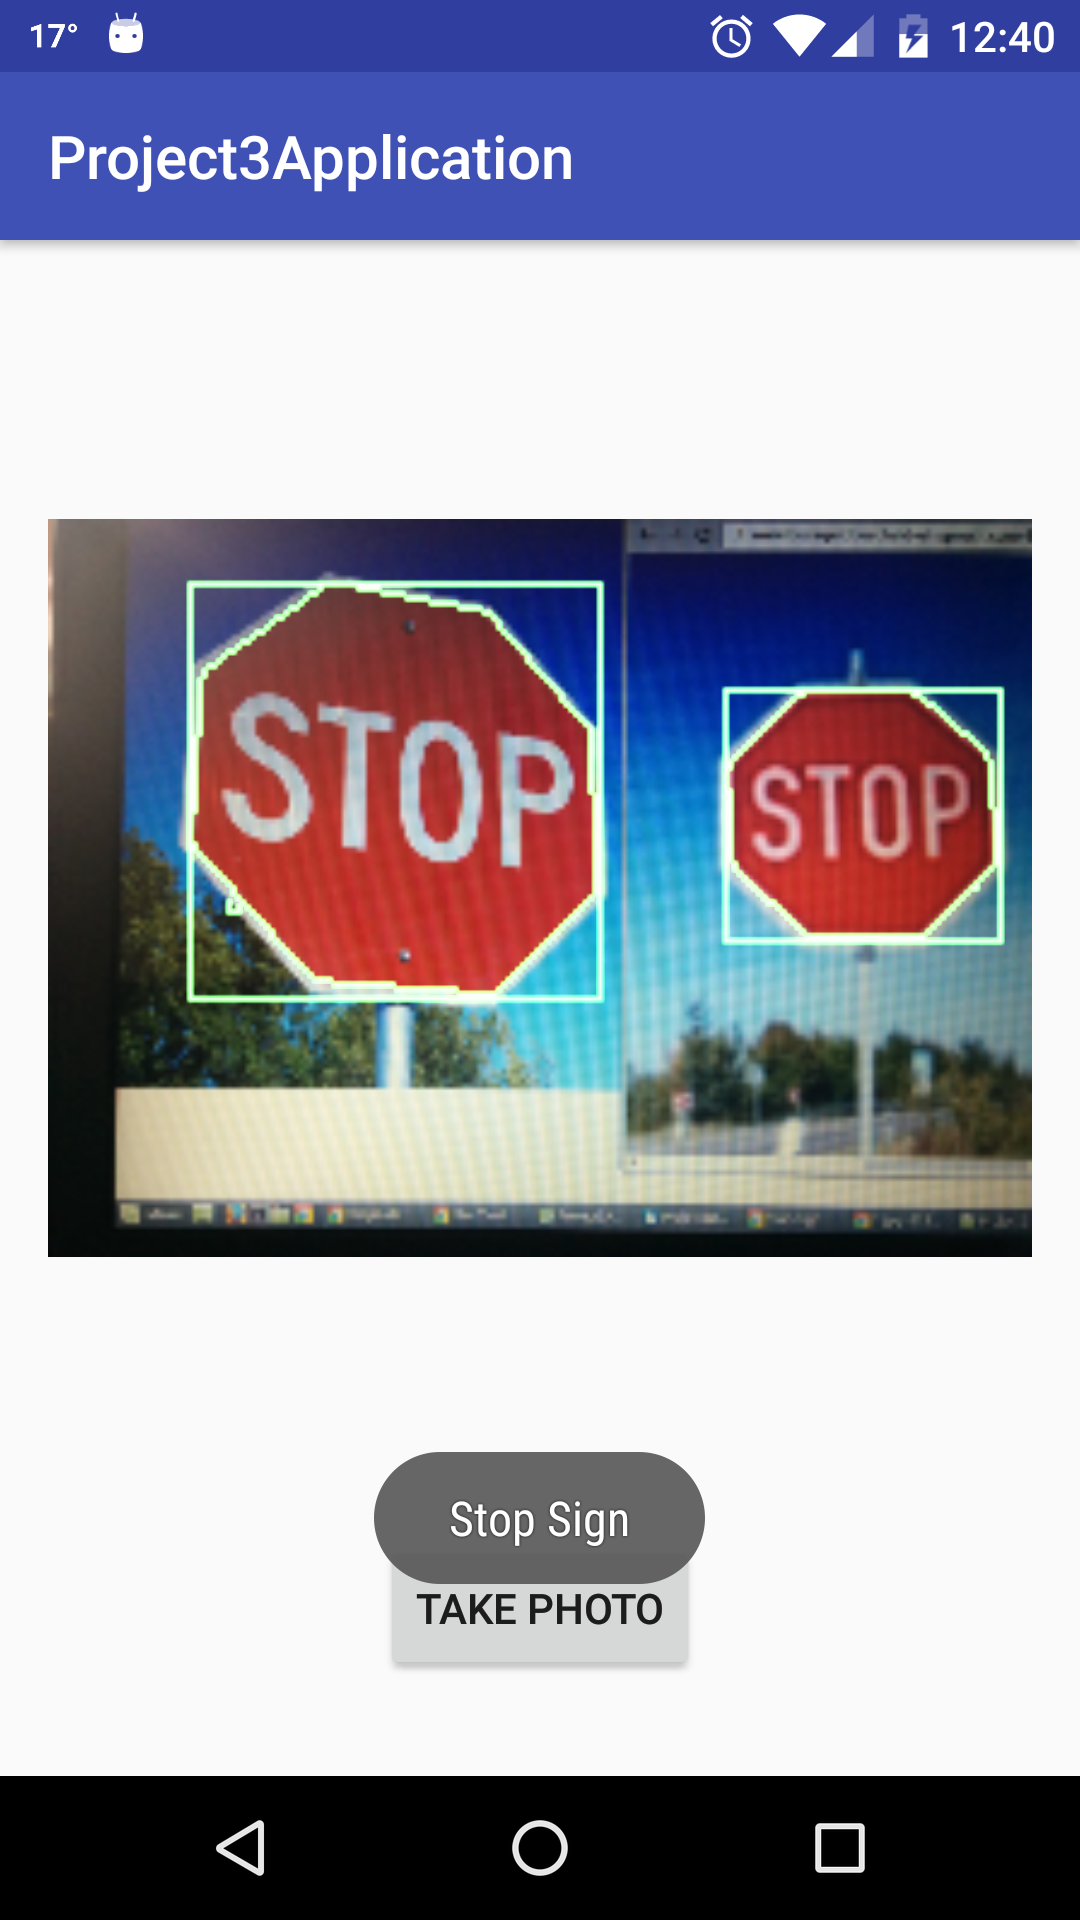 17°
12:40
Project3Application
STOP
STOP
Stop Sign
TAKE PHOTO